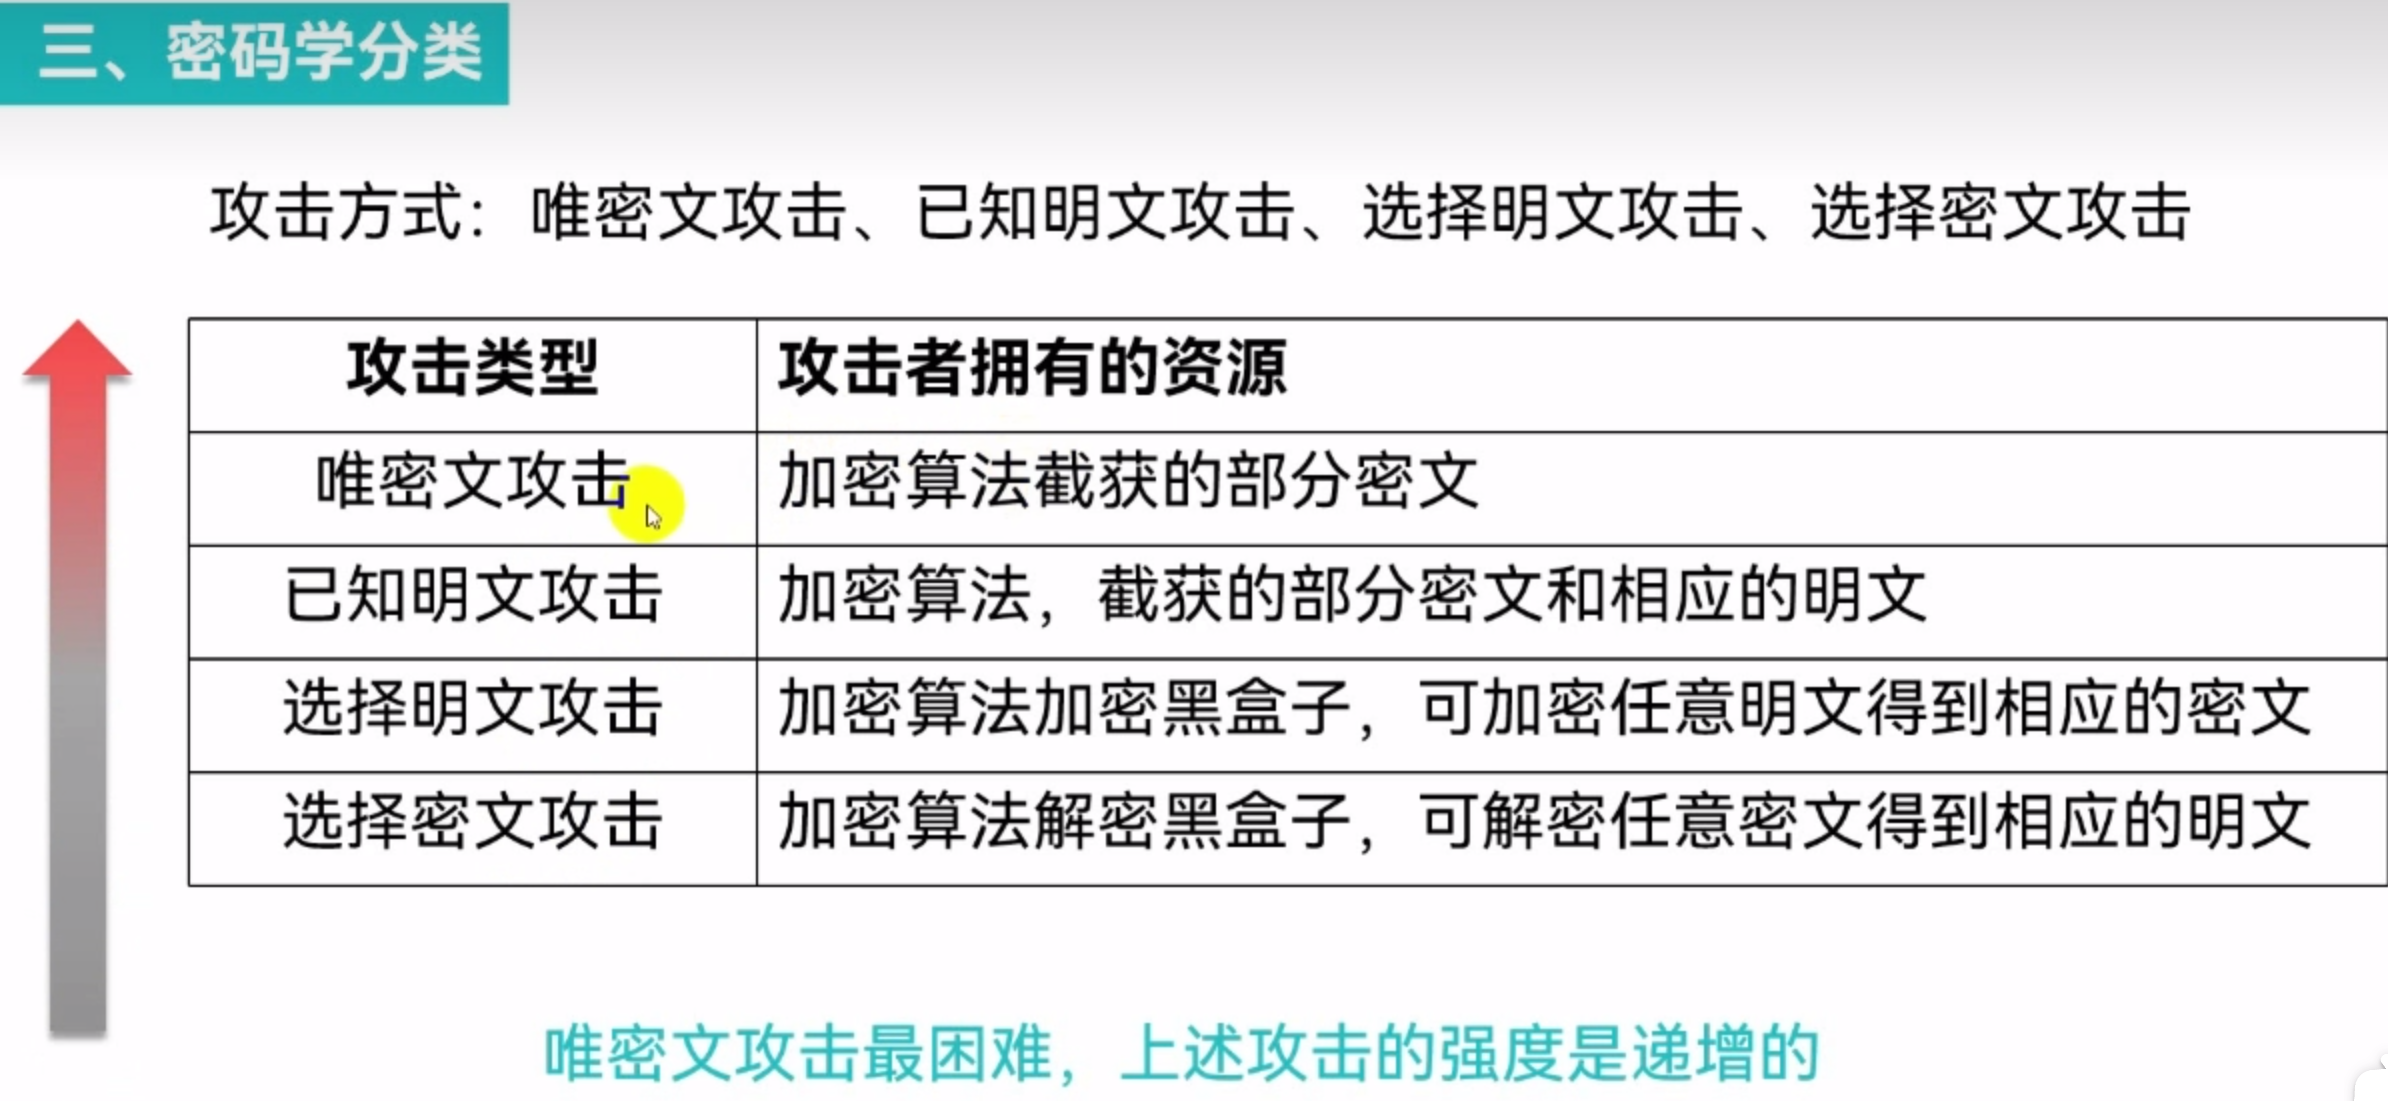 三、密码学分类
攻击方式：唯密文攻击、已知明文攻击、选择明文攻击、选择密文攻击
攻击类型 攻击者拥有的资源
唯密文攻击 加密算法截获的部分密文
已知明文攻击 加密算法，截获的部分密文和相应的明文
选择明文攻击 加密算法加密黑盒子，可加密任意明文得到相应的密文
选择密文攻击 加密算法解密黑盒子，可解密任意密文得到相应的明文
唯密文攻击最困难，上述攻击的强度是递增的